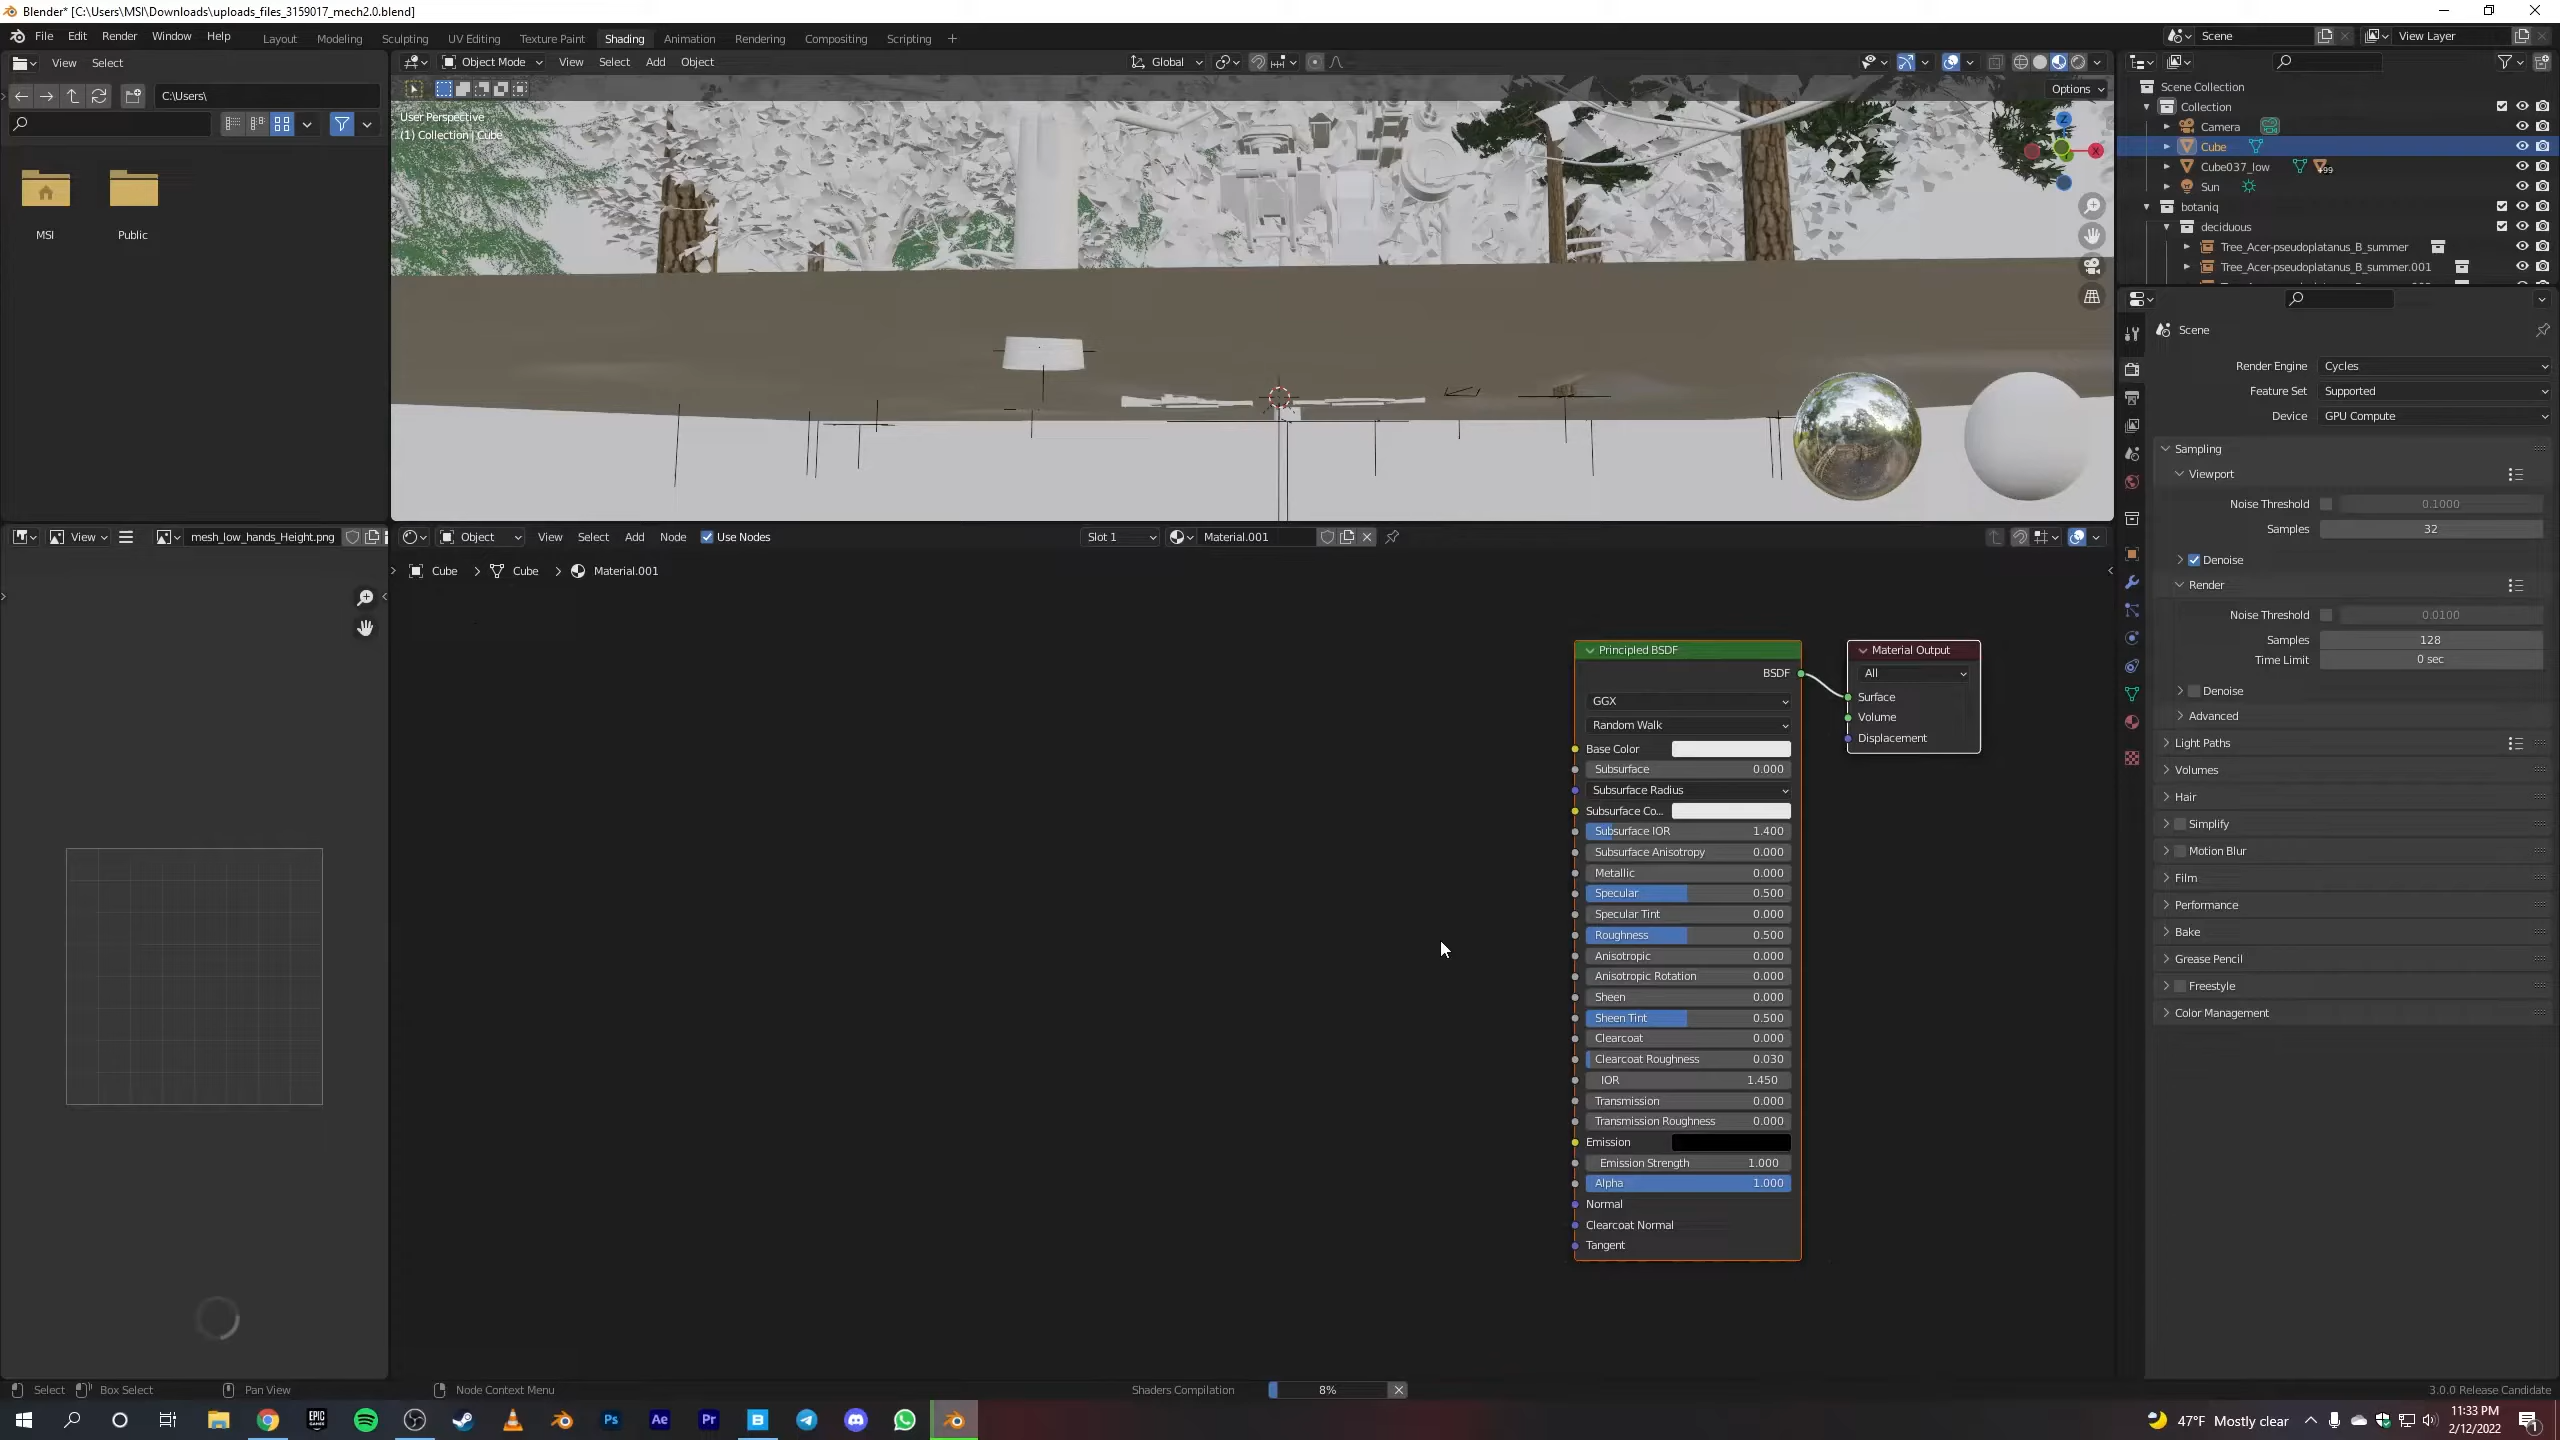 Blender* [C:\Users\MSI\Downloads\uploads_files_3159017_mech2.0.blend]
File Edit Render Window Help Layout Modeling Sculpting UV Editing Texture Paint Shading Animation Rendering Compositing Scripting + Scene View Layer
View Select
Object Mode View Select Add Object Global
C:\Users\
Options
User Perspective
(1) Collection | Cube
MSI Public
Z
X
Scene Collection
Collection
Camera
Cube
Cube037_low +99
Sun
botaniq
deciduous
Tree_Acer-pseudoplatanus_B_summer
Tree_Acer-pseudoplatanus_B_summer.001
Scene
Render Engine Cycles
Feature Set Supported
Device GPU Compute
Sampling
Viewport
Noise Threshold 0.1000
Samples 32
Denoise
Render
Noise Threshold 0.0100
Samples 128
Time Limit 0 sec
Denoise
Advanced
Light Paths
Volumes
Hair
Simplify
Motion Blur
Film
Performance
Bake
Grease Pencil
Freestyle
Color Management
View mesh_low_hands_Height.png
Object View Select Add Node Use Nodes Slot 1 Material.001
Cube > Cube > Material.001
Principled BSDF
BSDF
GGX
Random Walk
Base Color
Subsurface 0.000
Subsurface Radius
Subsurface Co...
Subsurface IOR 1.400
Subsurface Anisotropy 0.000
Metallic 0.000
Specular 0.500
Specular Tint 0.000
Roughness 0.500
Anisotropic 0.000
Anisotropic Rotation 0.000
Sheen 0.000
Sheen Tint 0.500
Clearcoat 0.000
Clearcoat Roughness 0.030
IOR 1.450
Transmission 0.000
Transmission Roughness 0.000
Emission
Emission Strength 1.000
Alpha 1.000
Normal
Clearcoat Normal
Tangent
Material Output
All
Surface
Volume
Displacement
Select Box Select Pan View Node Context Menu Shaders Compilation 8% 3.0.0 Release Candidate
EPIC GAMES Ps Ae Pr B 47°F Mostly clear 11:33 PM
2/12/2022 1